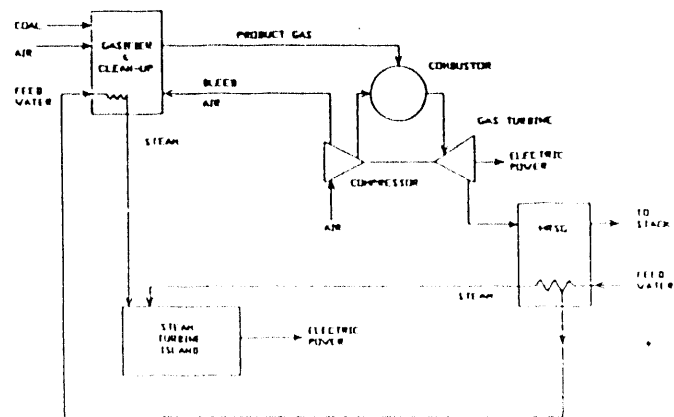 COAL
AIR
FEED
WATER
GASIFIER
&
CLEAN-UP
PRODUCT GAS
BLEED
AIR
STEAM
COMBUSTOR
GAS TURBINE
COMPRESSOR
AIR
ELECTRIC
POWER
HRSG
TO
STACK
FEED
WATER
STEAM
STEAM
TURBINE
ISLAND
ELECTRIC
POWER